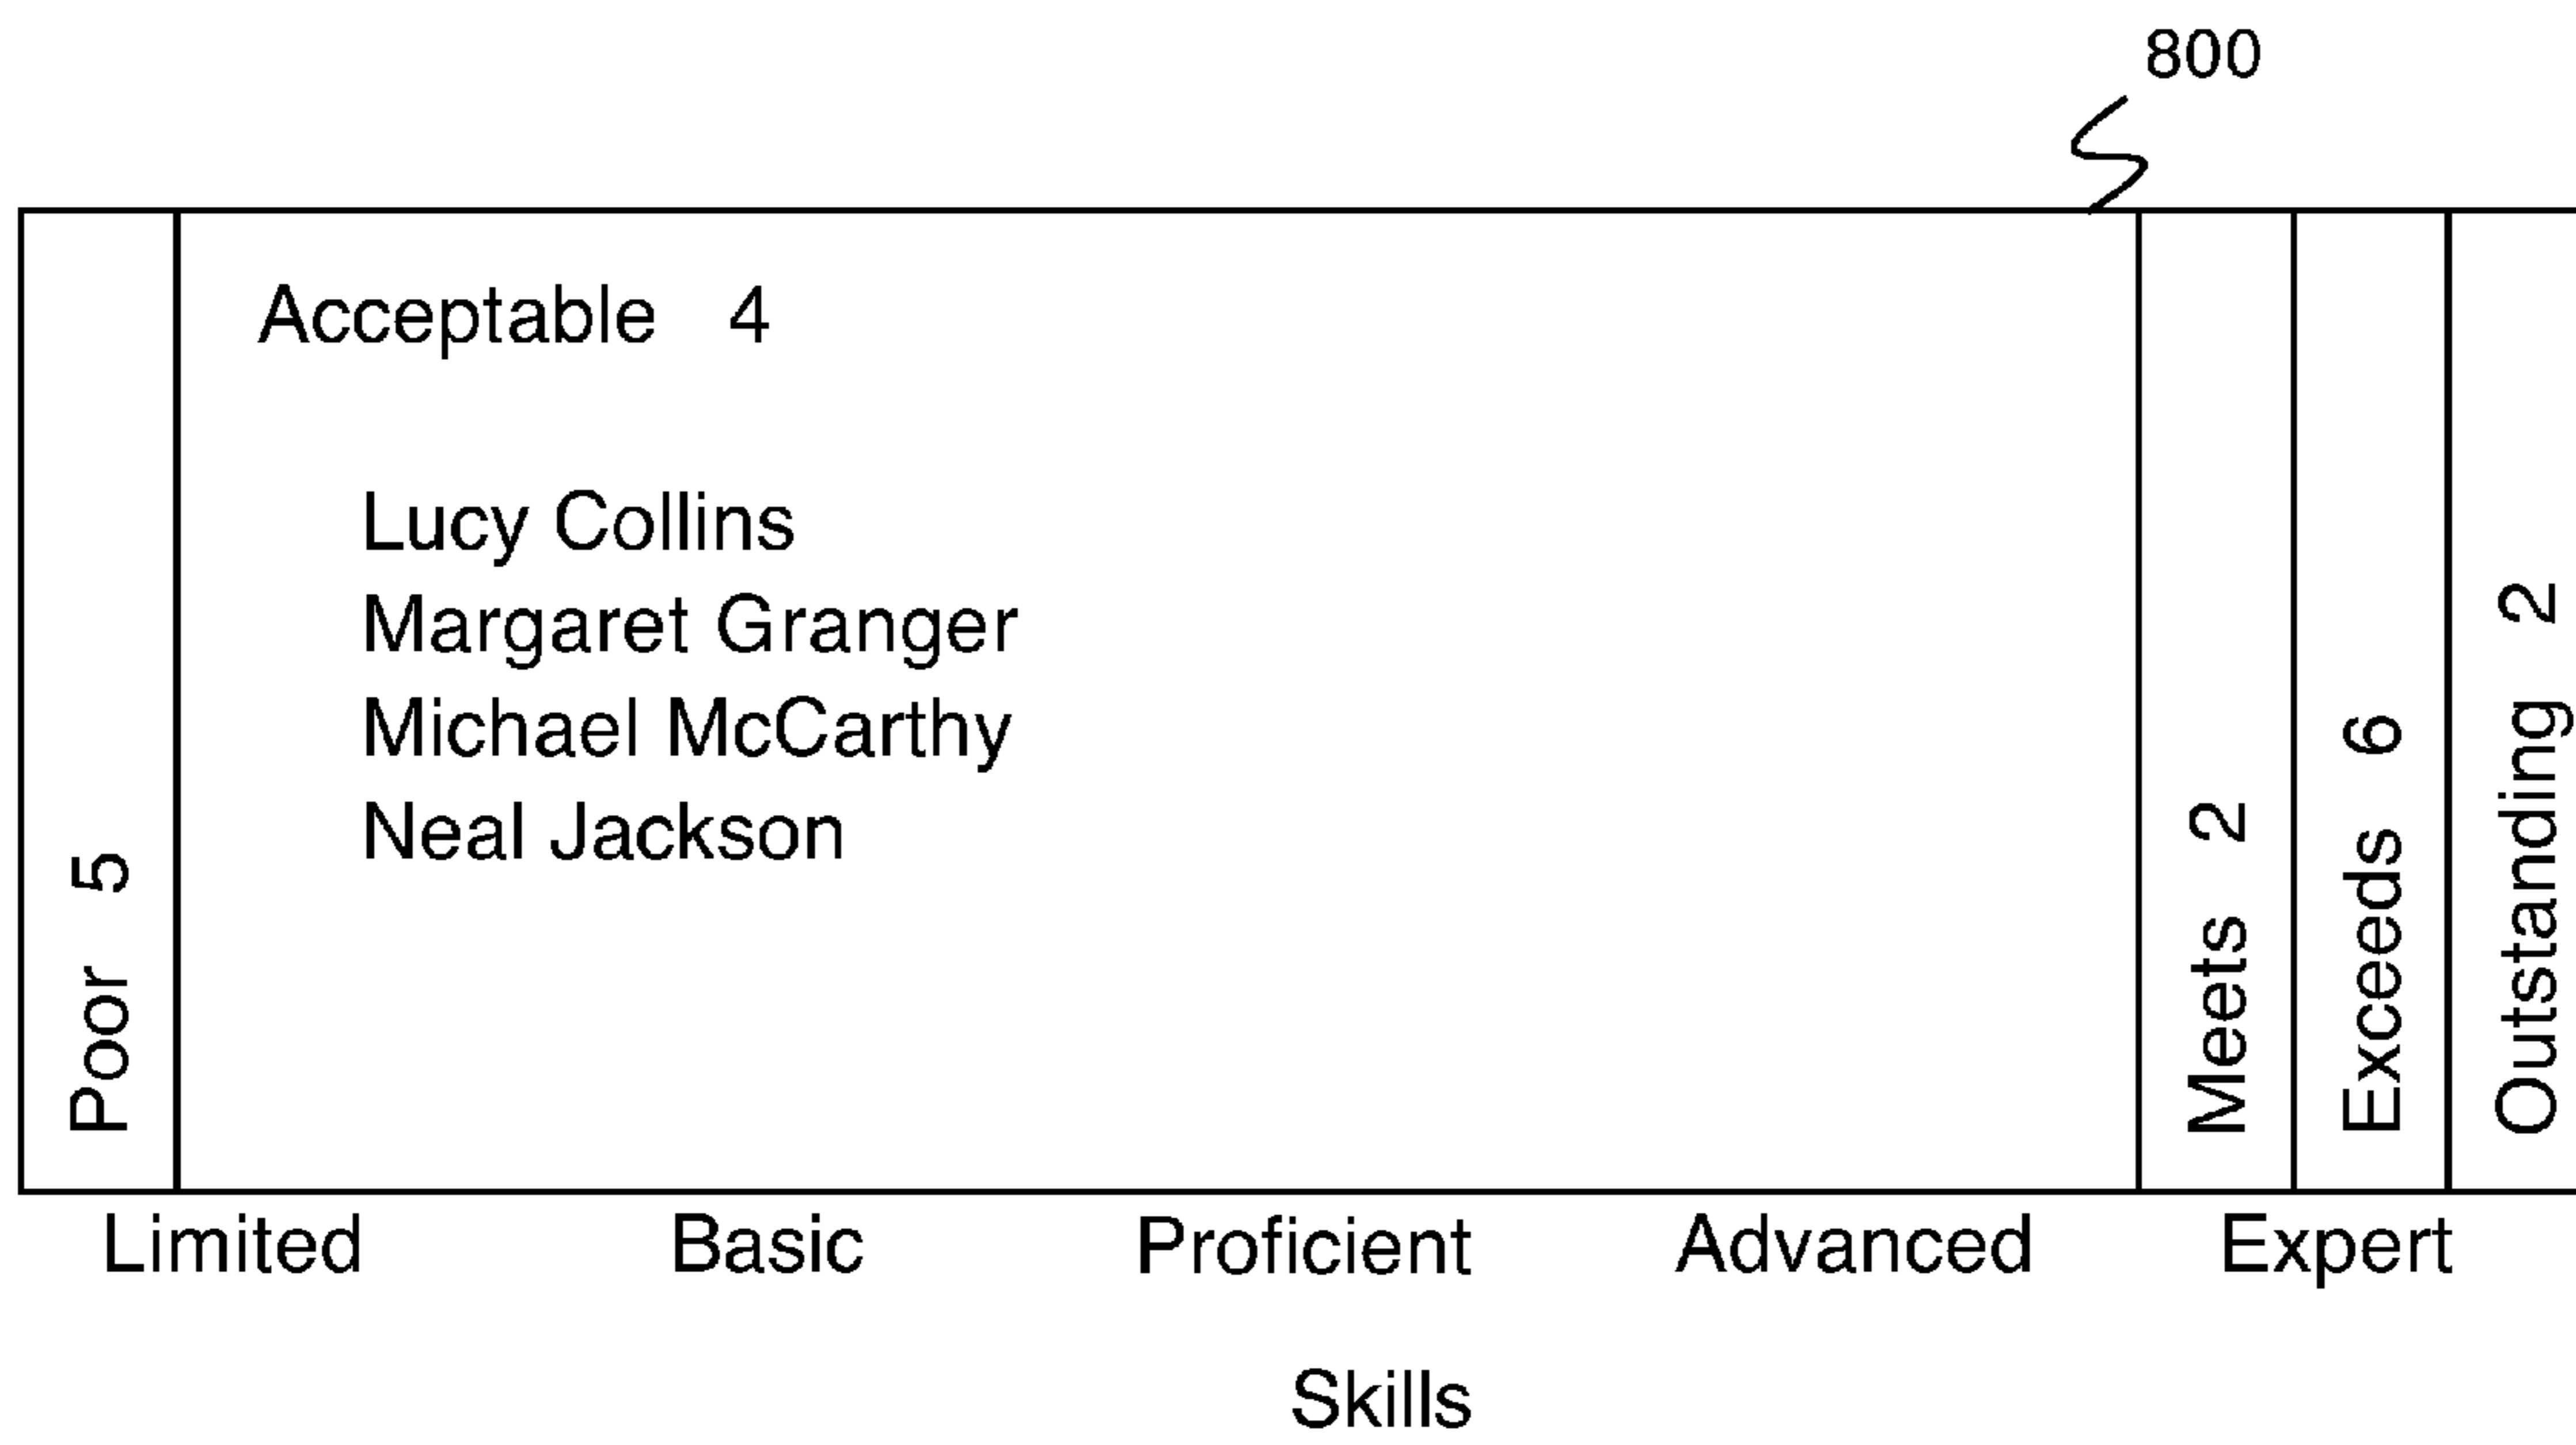 800
Poor 5
Acceptable 4
Lucy Collins
Margaret Granger
Michael McCarthy
Neal Jackson
Meets 2
Exceeds 6
Outstanding 2
Limited Basic Proficient Advanced Expert
Skills